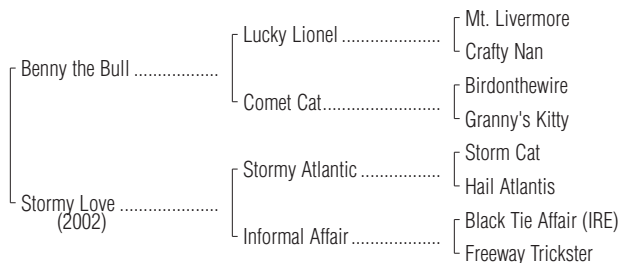 Mt. Livermore
Lucky Lionel .....................
Crafty Nan
Benny the Bull ..................
Birdonthewire
Comet Cat.........................
Granny's Kitty
Storm Cat
Stormy Atlantic .................
Hail Atlantis
Stormy Love .....................
(2002)
Black Tie Affair (IRE)
Informal Affair...................
Freeway Trickster